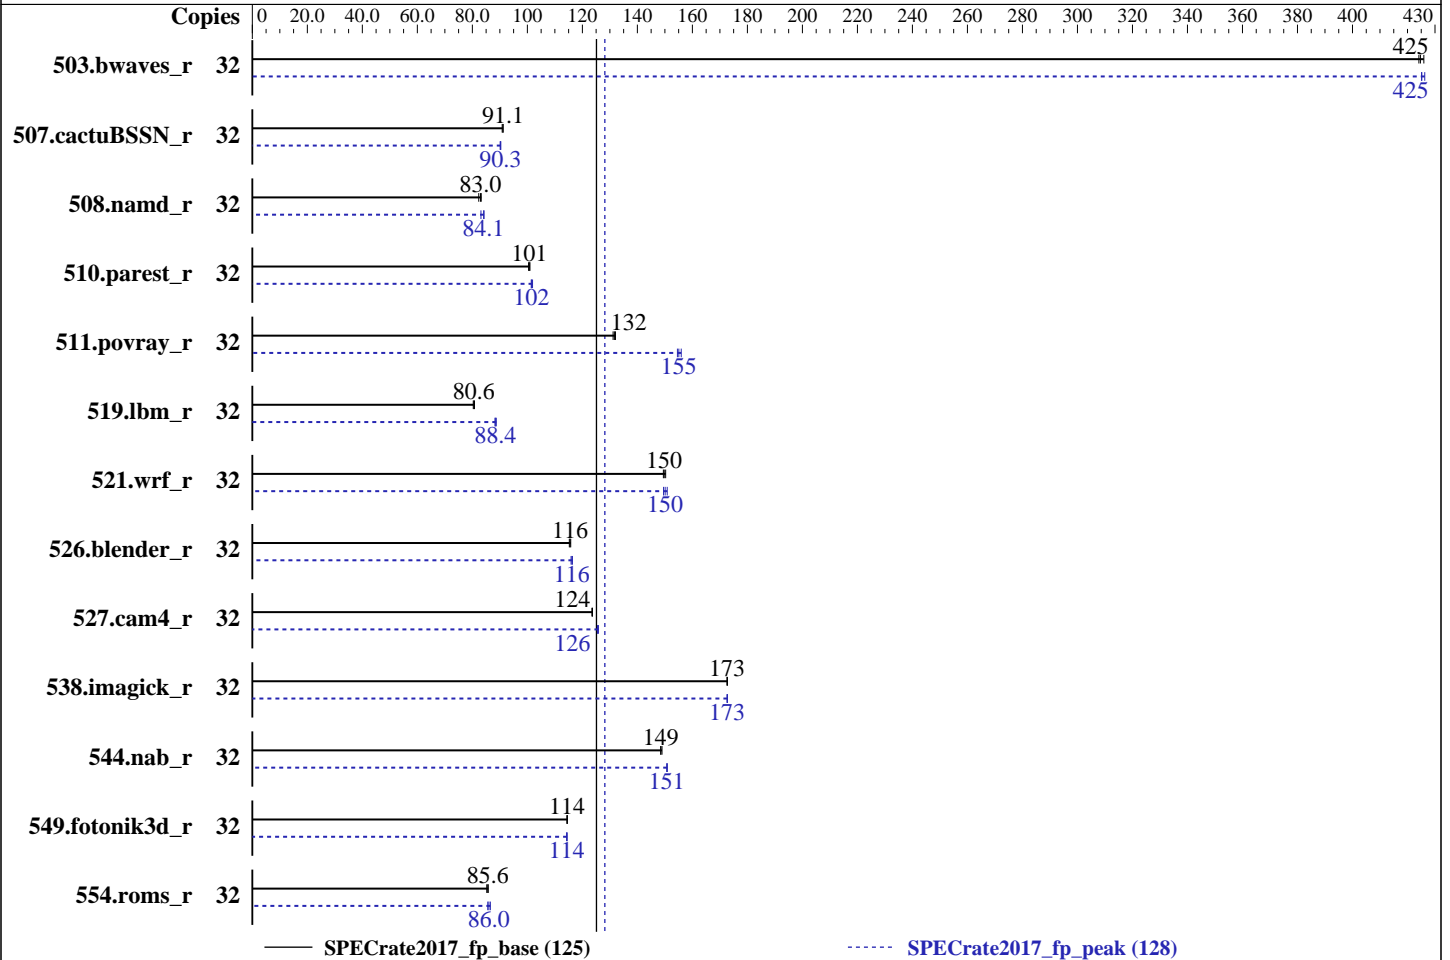 Copies 0 20.0 40.0 60.0 80.0 100 120 140 160 180 200 220 240 260 280 300 320 340 360 380 400 430
425
503.bwaves_r 32
425
91.1
507.cactuBSSN_r 32
90.3
83.0
508.namd_r 32
84.1
101
510.parest_r 32
102
132
511.povray_r 32
155
80.6
519.lbm_r 32
88.4
150
521.wrf_r 32
150
116
526.blender_r 32
116
124
527.cam4_r 32
126
173
538.imagick_r 32
173
149
544.nab_r 32
151
114
549.fotonik3d_r 32
114
85.6
554.roms_r 32
86.0
SPECrate2017_fp_base (125) SPECrate2017_fp_peak (128)